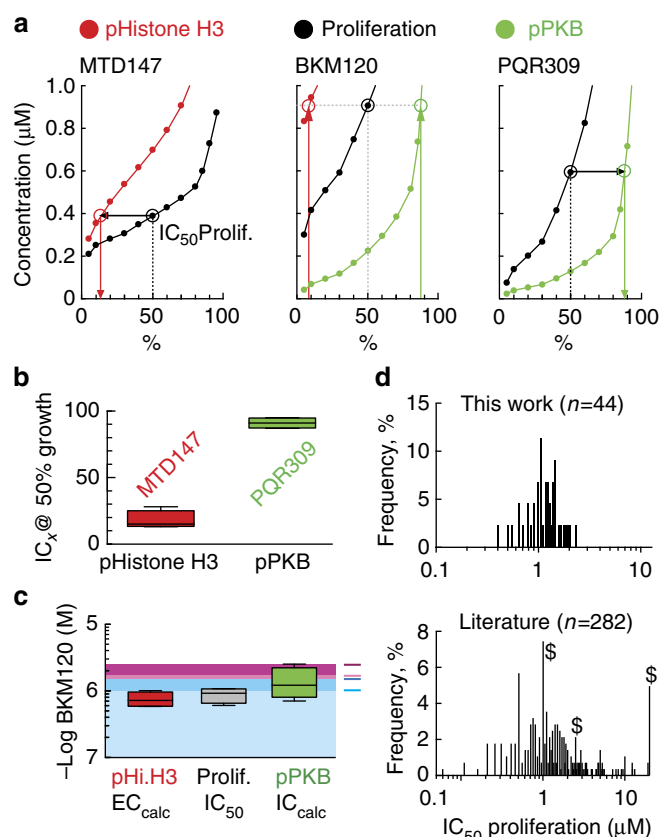 a
pHistone H3 Proliferation pPKB
MTD147 BKM120 PQR309
Concentration (μM)
1.0
0.8
0.6
0.4
0.2
0
IC50Prolif.
0 50 100 0 50 100 0 50 100
% % %
b
ICx@ 50% growth
100
50
0
MTD147 PQR309
pHistone H3 pPKB
c
–Log BKM120 (M)
5
6
7
pHi.H3 Prolif. pPKB
ECcalc IC50 ICcalc
d
This work (n=44)
Frequency, %
15
10
5
0
0.1 1 10
Literature (n=282)
Frequency, %
8
6
4
2
0
$
$
$
0.1 1 10
IC50 proliferation (μM)